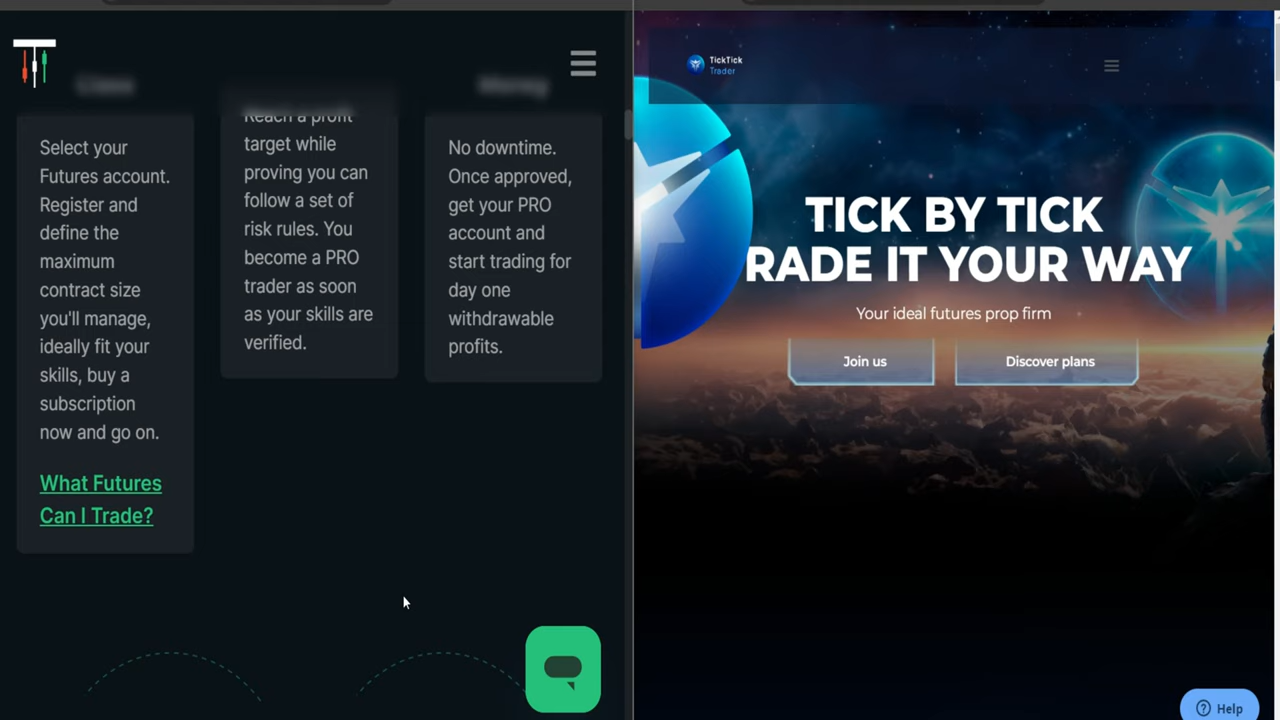 Class
Select your
Futures account.
Register and
define the
maximum
contract size
you'll manage,
ideally fit your
skills, buy a
subscription
now and go on.
What Futures
Can I Trade?
Reach a profit
target while
proving you can
follow a set of
risk rules. You
become a PRO
trader as soon
as your skills are
verified.
Money
No downtime.
Once approved,
get your PRO
account and
start trading for
day one
withdrawable
profits.
TickTick
Trader
TICK BY TICK
RADE IT YOUR WAY
Your ideal futures prop firm
Join us
Discover plans
Help